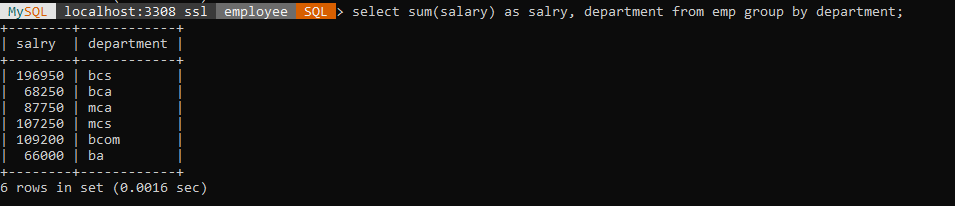 MySQL localhost:3308 ssl employee SQL > select sum(salary) as salry, department from emp group by department;
+--------+------------+
| salry  | department |
+--------+------------+
| 196950 | bcs        |
|  68250 | bca        |
|  87750 | mca        |
| 107250 | mcs        |
| 109200 | bcom       |
|  66000 | ba         |
+--------+------------+
6 rows in set (0.0016 sec)